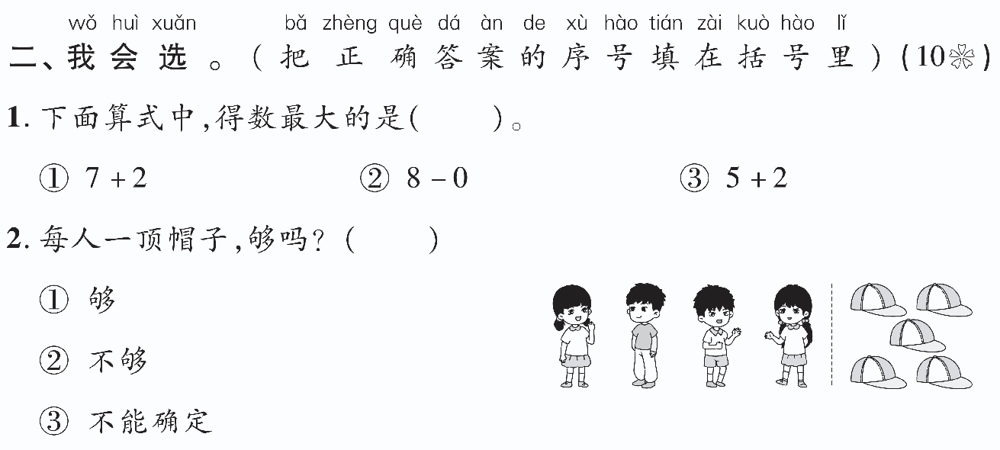 wǒ huì xuǎn bǎ zhèng què dá àn de xù hào tián zài kuò hào lǐ
二、我会选。(把正确答案的序号填在括号里)(10)
1. 下面算式中,得数最大的是( )。
① 7+2 ② 8-0 ③ 5+2
2. 每人一顶帽子,够吗?( )
① 够
② 不够
③ 不能确定